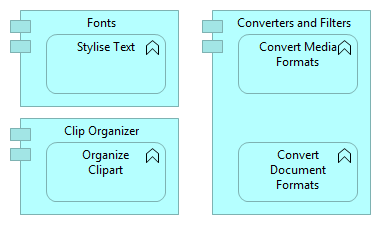 Fonts
Stylise Text
Clip Organizer
Organize
Clipart
Converters and Filters
Convert Media
Formats
Convert
Document
Formats